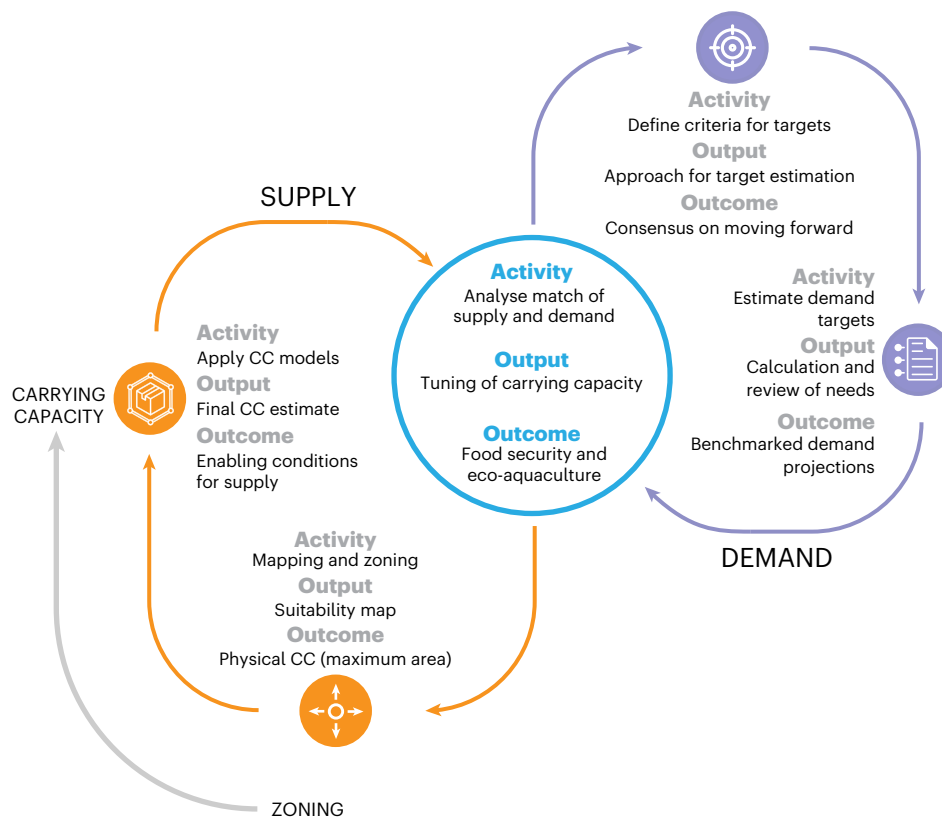 Activity
Define criteria for targets
Output
Approach for target estimation
Outcome
Consensus on moving forward
SUPPLY
Activity
Analyse match of
supply and demand
Output
Tuning of carrying capacity
Outcome
Food security and
eco-aquaculture
Activity
Estimate demand
targets
Output
Calculation and
review of needs
Outcome
Benchmarked demand
projections
DEMAND
Activity
Apply CC models
Output
Final CC estimate
Outcome
Enabling conditions
for supply
CARRYING
CAPACITY
Activity
Mapping and zoning
Output
Suitability map
Outcome
Physical CC (maximum area)
ZONING